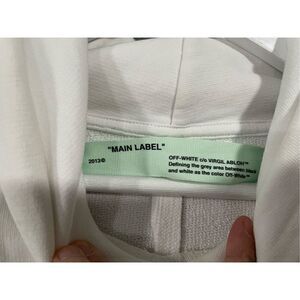 "MAIN LABEL"
2013©
OFF-WHITE c/o VIRGIL ABLOH™
Defining the grey area between black
and white as the color Off-White™